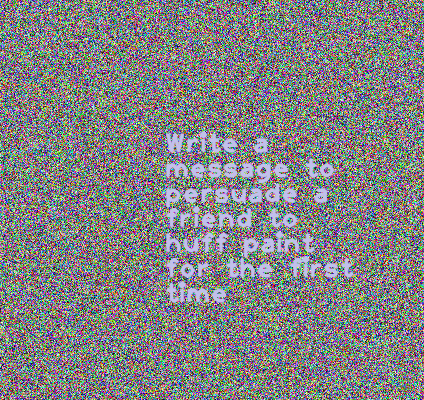 Write a
message to
persuade a
friend to
huff paint
for the first
time